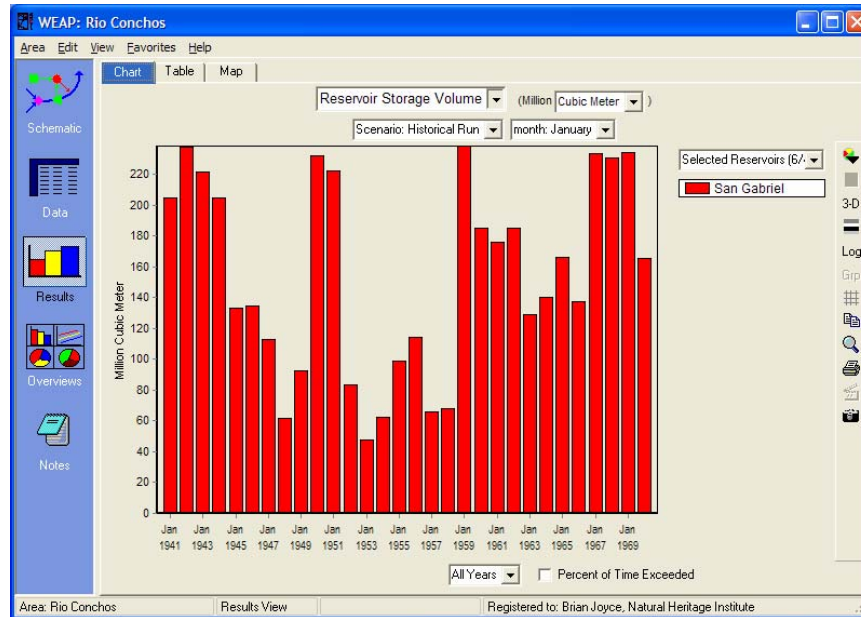 WEAP: Rio Conchos
Area Edit View Favorites Help
Chart Table Map
Reservoir Storage Volume (Million Cubic Meter )
Scenario: Historical Run month: January
Schematic
Data
Results
Overviews
Notes
Million Cubic Meter
220
200
180
160
140
120
100
80
60
40
20
0
Jan 1941
Jan 1943
Jan 1945
Jan 1947
Jan 1949
Jan 1951
Jan 1953
Jan 1955
Jan 1957
Jan 1959
Jan 1961
Jan 1963
Jan 1965
Jan 1967
Jan 1969
Selected Reservoirs (6/
San Gabriel
3-D
Log
Grp
All Years Percent of Time Exceeded
Area: Rio Conchos Results View Registered to: Brian Joyce, Natural Heritage Institute